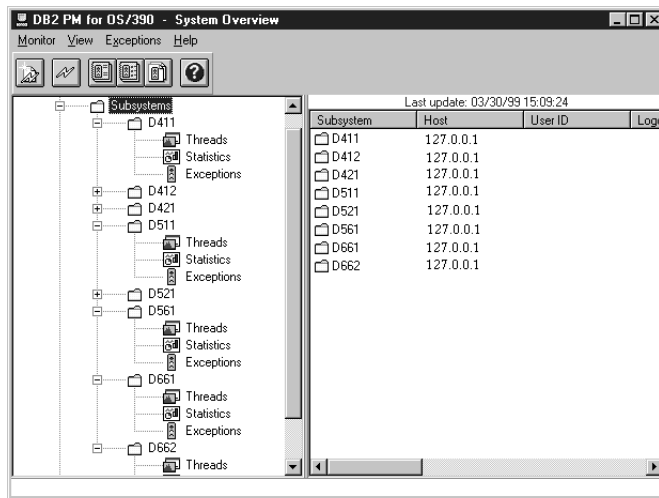 DB2 PM for OS/390 - System Overview
Monitor View Exceptions Help
Subsystems
D411
Threads
Statistics
Exceptions
D412
D421
D511
Threads
Statistics
Exceptions
D521
D561
Threads
Statistics
Exceptions
D661
Threads
Statistics
Exceptions
D662
Threads
Last update: 03/30/99 15:09:24
Subsystem Host User ID Logo
D411 127.0.0.1
D412 127.0.0.1
D421 127.0.0.1
D511 127.0.0.1
D521 127.0.0.1
D561 127.0.0.1
D661 127.0.0.1
D662 127.0.0.1